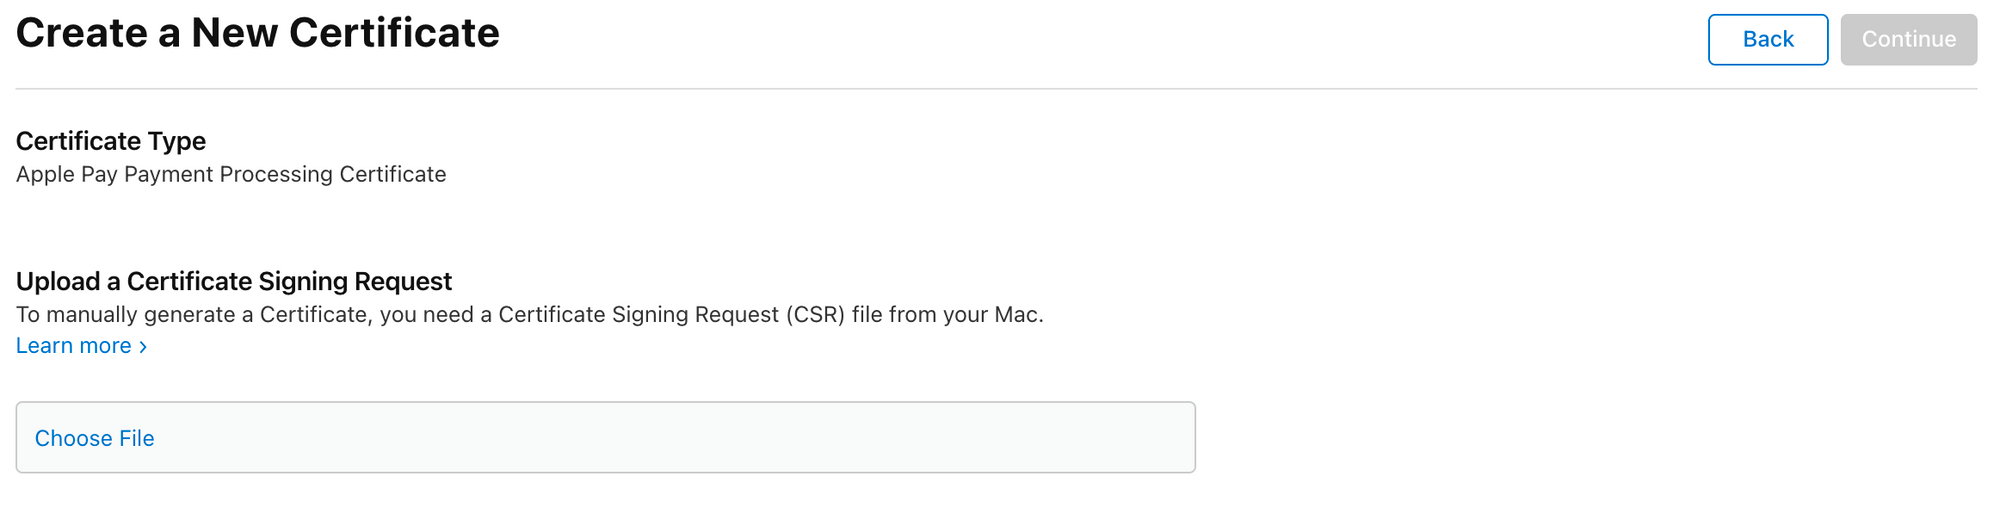 Create a New Certificate
Back
Continue
Certificate Type
Apple Pay Payment Processing Certificate
Upload a Certificate Signing Request
To manually generate a Certificate, you need a Certificate Signing Request (CSR) file from your Mac.
Learn more ›
Choose File